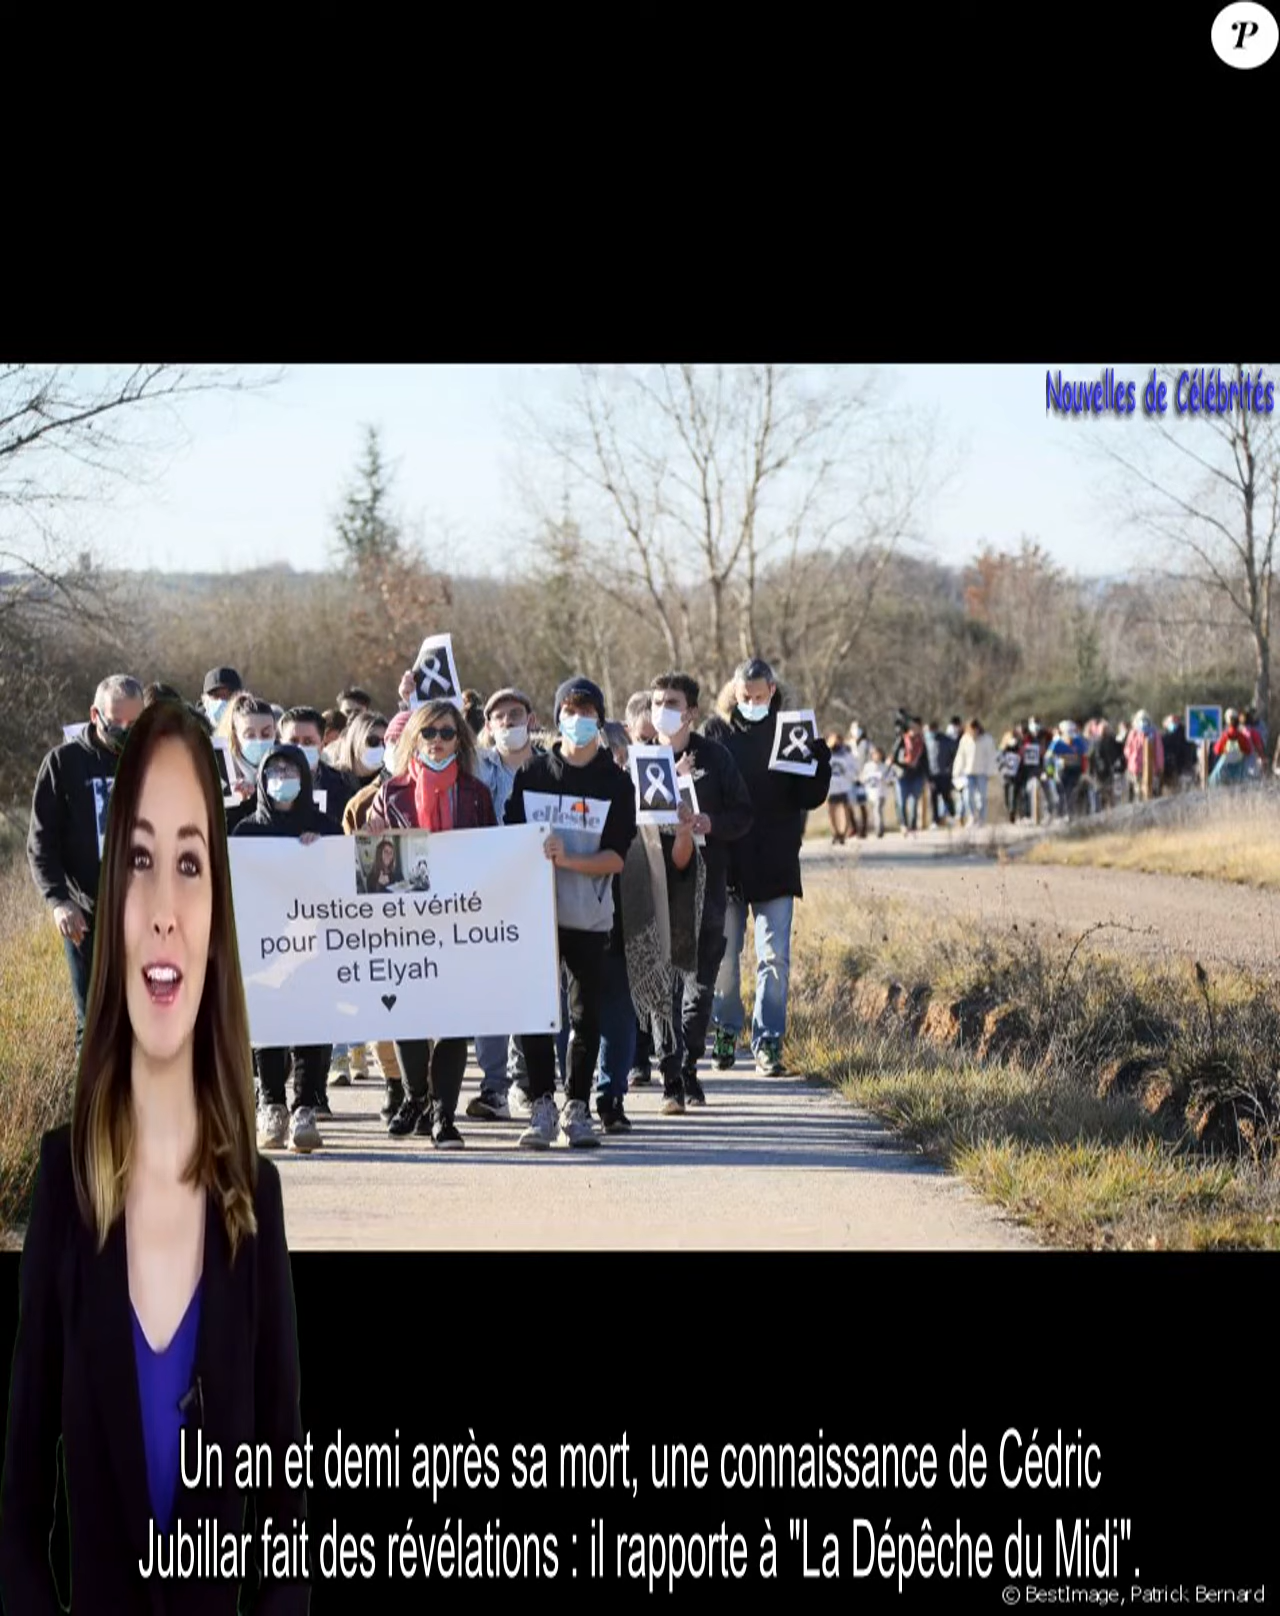 P
Nouvelles de Célébrités
ellesse
Justice et vérité
pour Delphine, Louis
et Elyah
♥
Un an et demi après sa mort, une connaissance de Cédric
Jubillar fait des révélations : il rapporte à "La Dépêche du Midi".
© BestImage, Patrick Bernard